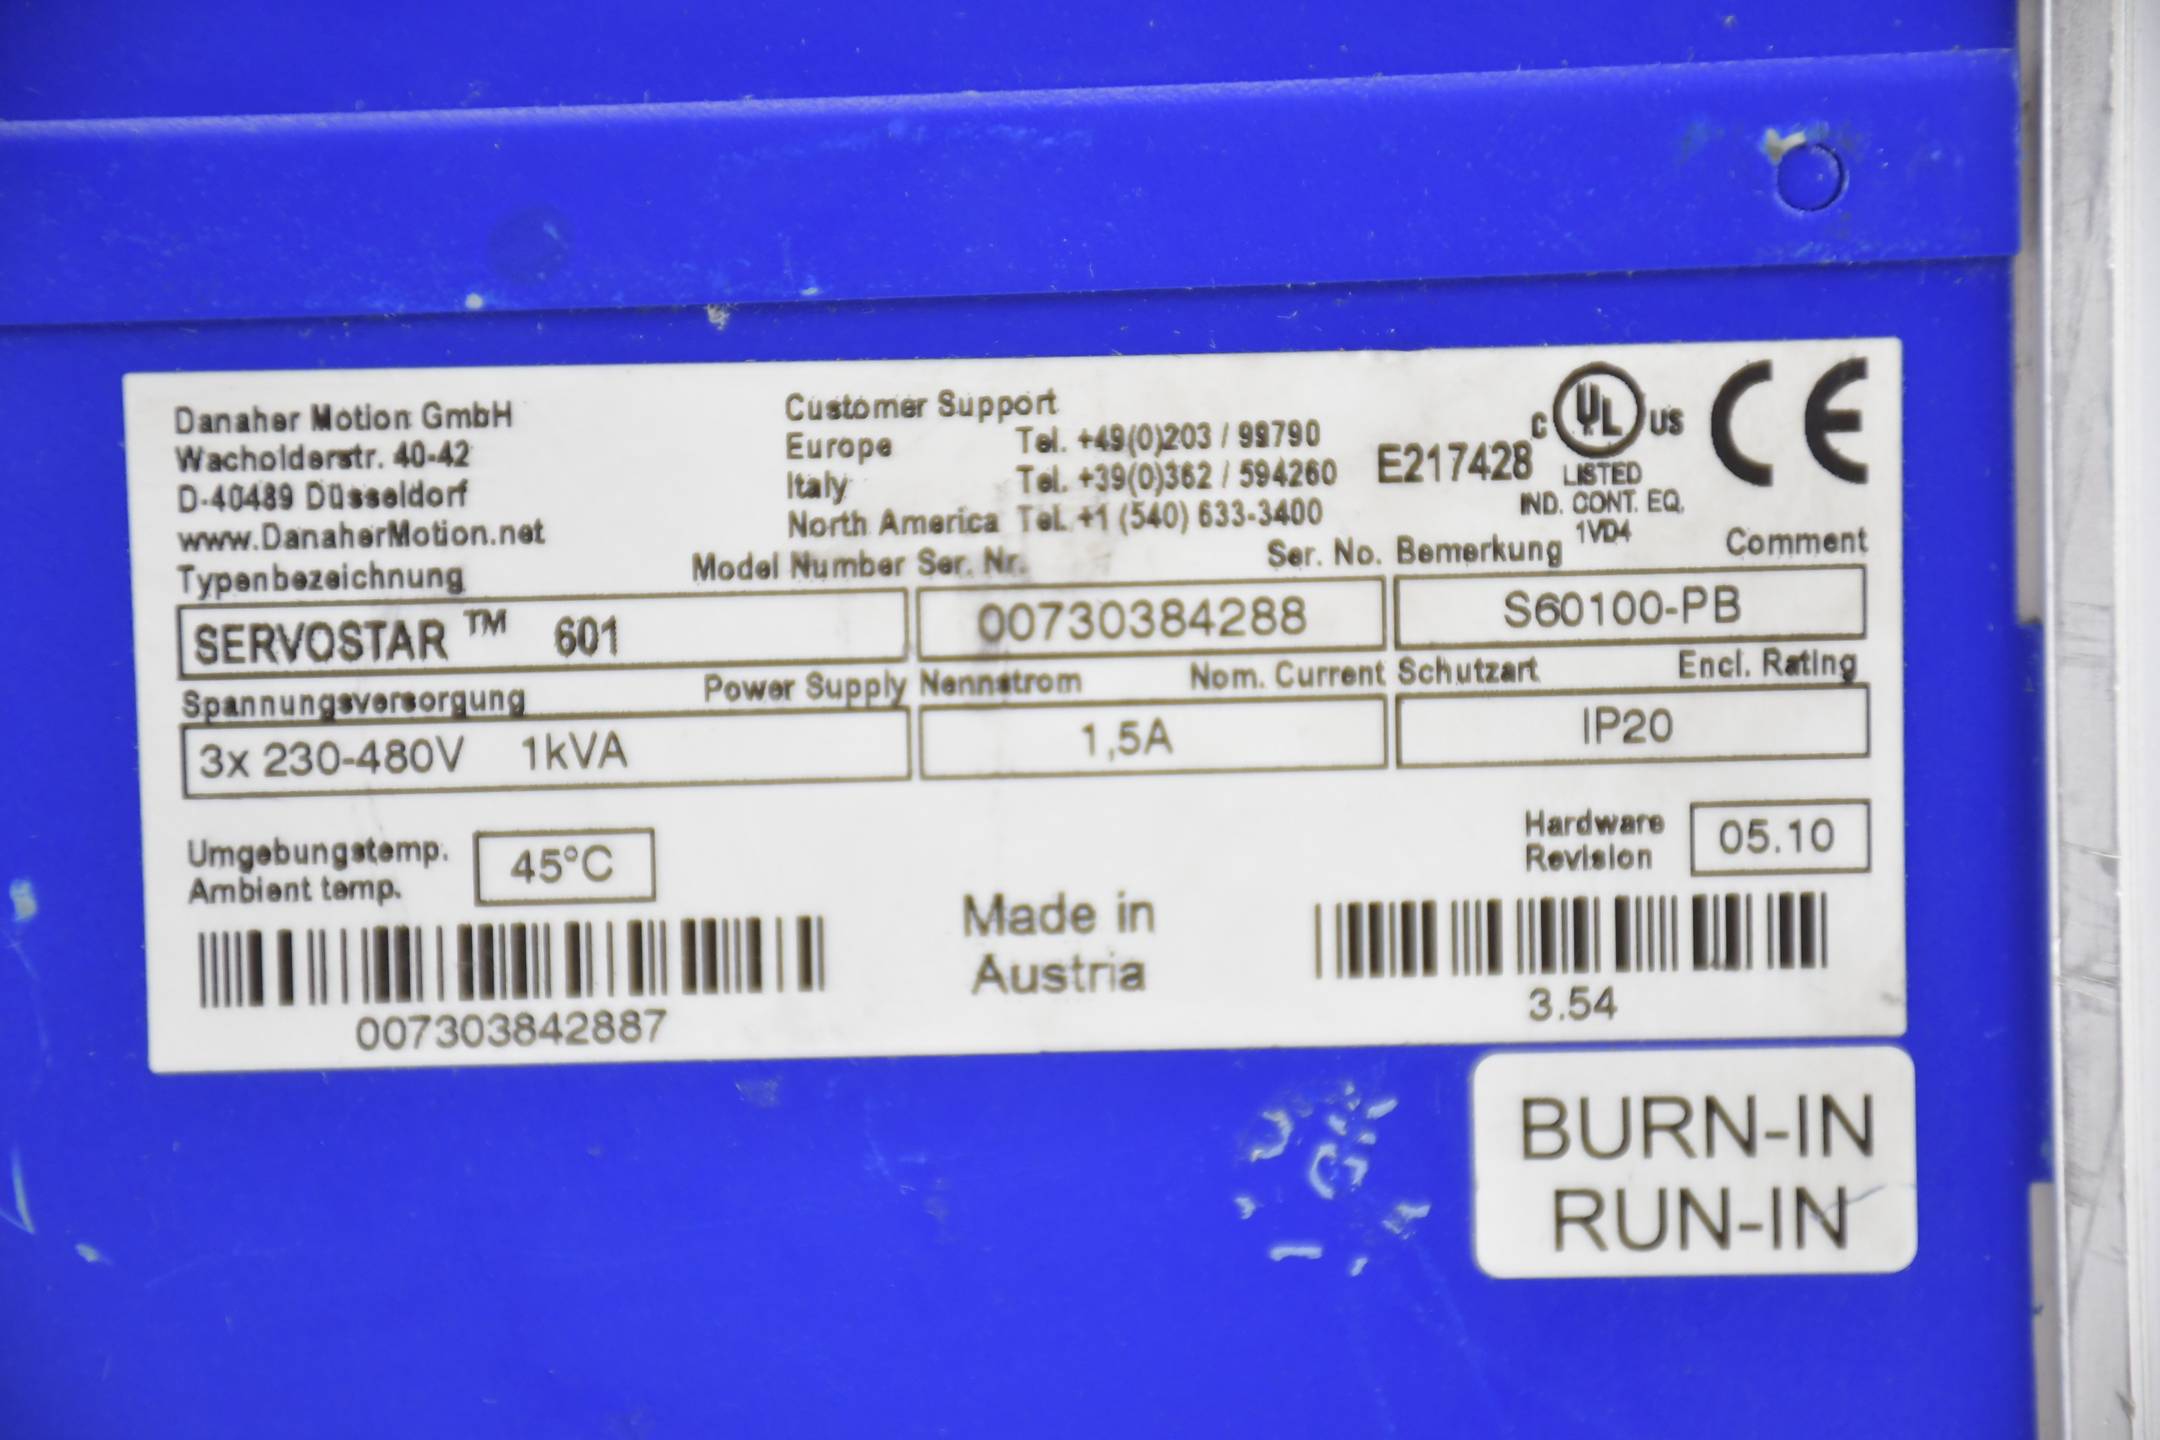 Danaher Motion GmbH
Wacholderstr. 40-42
D-40489 Düsseldorf
www.DanaherMotion.net
Customer Support
Europe Tel. +49(0)203 / 99790
Italy Tel. +39(0)362 / 594260
North America Tel. +1 (540) 633-3400
E217428
C UL US
LISTED
IND. CONT. EQ.
1VD4
CE
Typenbezeichnung Model Number Ser. Nr. Ser. No. Bemerkung Comment
SERVOSTAR ™ 601 00730384288 S60100-PB
Spannungsversorgung Power Supply Nennstrom Nom. Current Schutzart Encl. Rating
3x 230-480V 1kVA 1,5A IP20
Umgebungstemp.
Ambient temp.
45°C
Hardware
Revision
05.10
007303842887
Made in
Austria
3.54
BURN-IN
RUN-IN